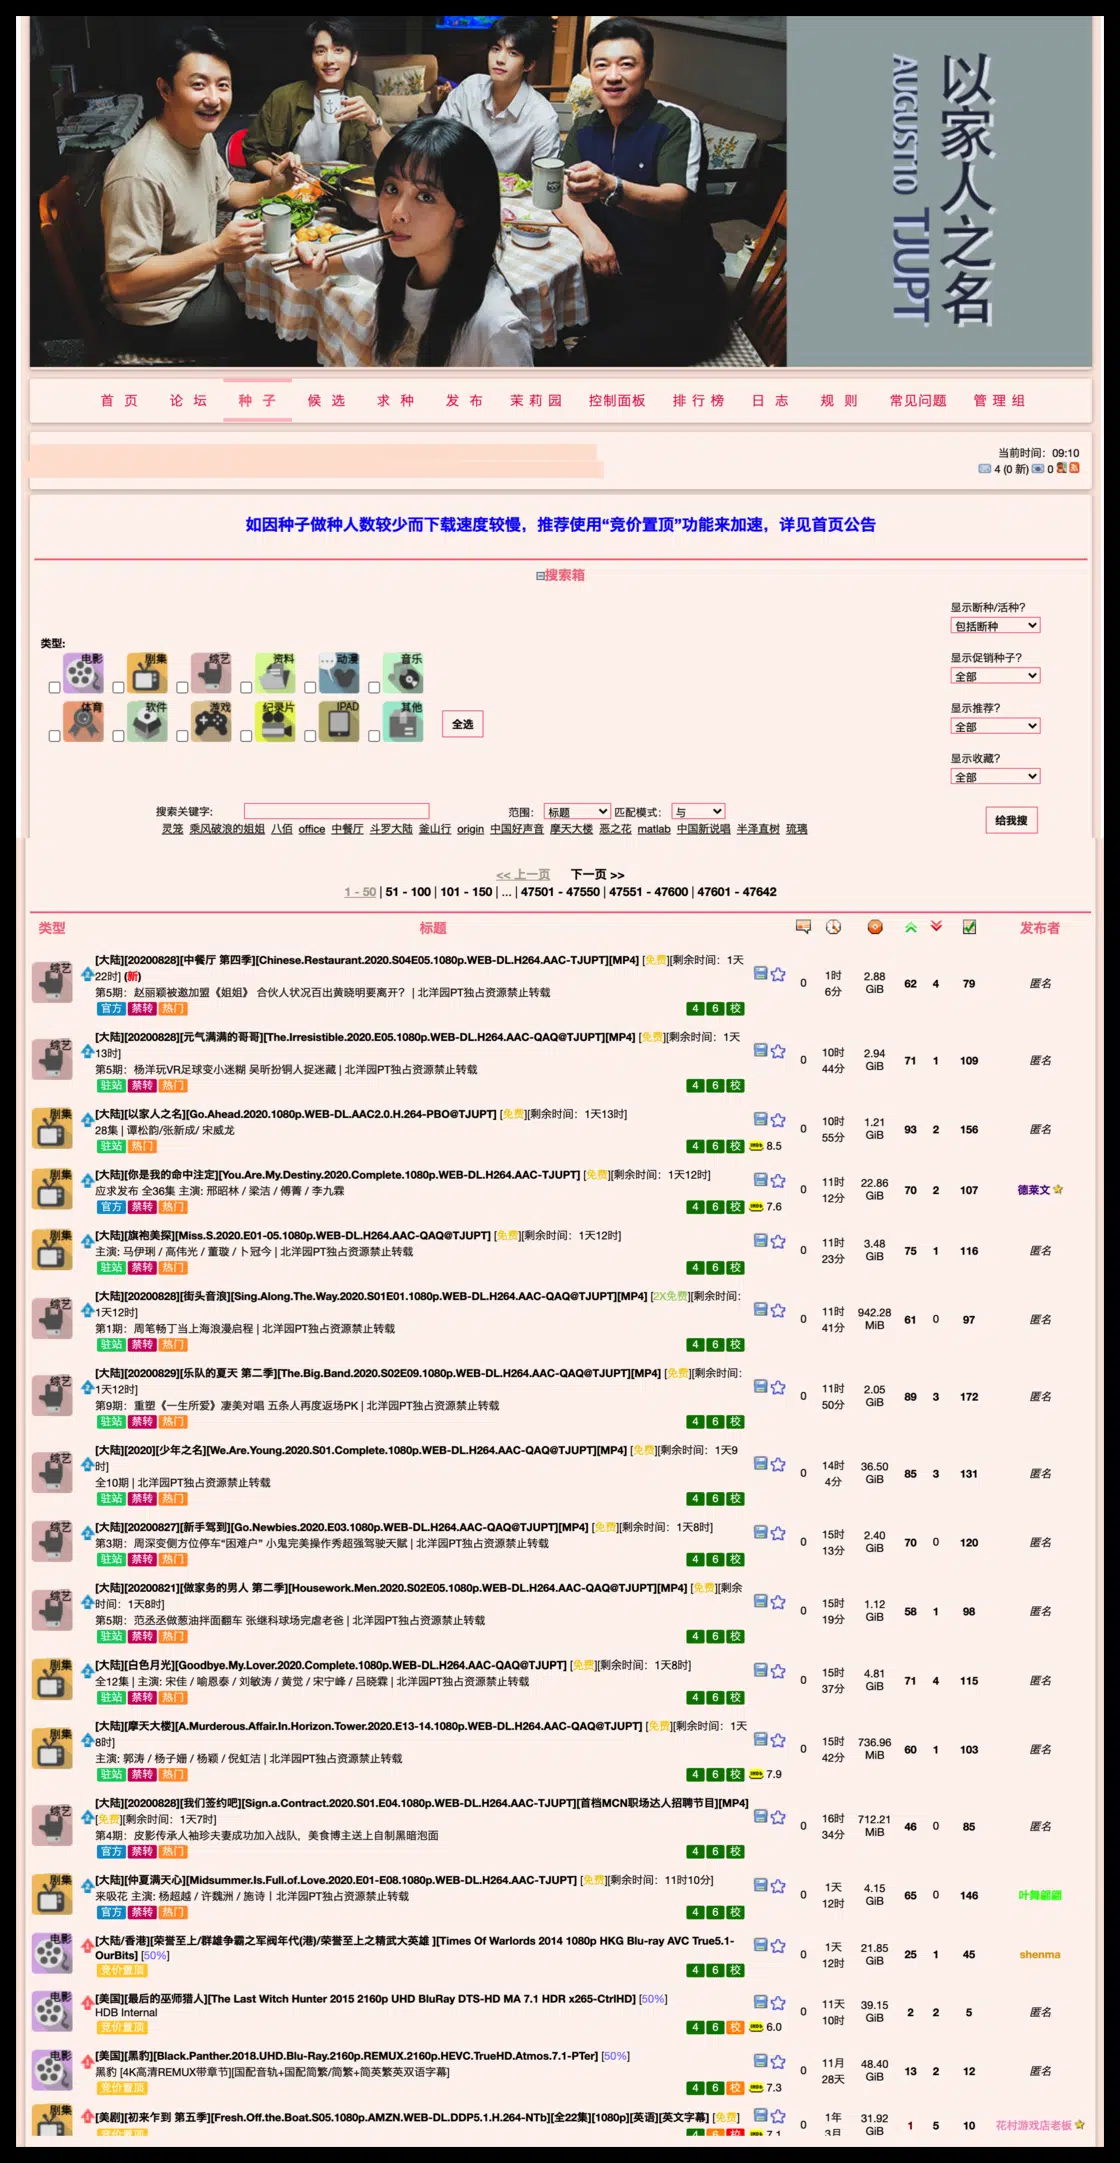 以家人之名
AUGUST10 TJUPT
首 页 论 坛 种 子 候 选 求 种 发 布 茉 莉 园 控制面板 排 行 榜 日 志 规 则 常见问题 管 理 组
当前时间：09:10
4 (0 新) 0
如因种子做种人数较少而下载速度较慢，推荐使用“竞价置顶”功能来加速，详见首页公告
搜索箱
类型:
电影 剧集 综艺 资料 动漫 音乐
体育 软件 游戏 纪录片 IPAD 其他 全选
显示断种/活种?
包括断种
显示促销种子?
全部
显示推荐?
全部
显示收藏?
全部
搜索关键字: 范围: 标题 匹配模式: 与
给我搜
灵笼 乘风破浪的姐姐 八佰 office 中餐厅 斗罗大陆 釜山行 origin 中国好声音 摩天大楼 恶之花 matlab 中国新说唱 半泽直树 琉璃
<< 上一页 下一页 >>
1 - 50 | 51 - 100 | 101 - 150 | ... | 47501 - 47550 | 47551 - 47600 | 47601 - 47642
类型 标题 发布者
综艺 [大陆][20200828][中餐厅 第四季][Chinese.Restaurant.2020.S04E05.1080p.WEB-DL.H264.AAC-TJUPT][MP4] [免费][剩余时间：1天
22时] (新)
第5期：赵丽颖被邀加盟《姐姐》 合伙人状况百出黄晓明要离开？ | 北洋园PT独占资源禁止转载
官方 禁转 热门 4 6 校
0 1时 6分 2.88 GiB 62 4 79 匿名
综艺 [大陆][20200828][元气满满的哥哥][The.Irresistible.2020.E05.1080p.WEB-DL.H264.AAC-QAQ@TJUPT][MP4] [免费][剩余时间：1天
13时]
第5期：杨洋玩VR足球变小迷糊 吴昕扮铜人捉迷藏 | 北洋园PT独占资源禁止转载
驻站 禁转 热门 4 6 校
0 10时 44分 2.94 GiB 71 1 109 匿名
剧集 [大陆][以家人之名][Go.Ahead.2020.1080p.WEB-DL.AAC2.0.H.264-PBO@TJUPT] [免费][剩余时间：1天13时]
28集 | 谭松韵/张新成/ 宋威龙
驻站 热门 4 6 校 8.5
0 10时 55分 1.21 GiB 93 2 156 匿名
剧集 [大陆][你是我的命中注定][You.Are.My.Destiny.2020.Complete.1080p.WEB-DL.H264.AAC-TJUPT] [免费][剩余时间：1天12时]
应求发布 全36集 主演: 邢昭林 / 梁洁 / 傅菁 / 李九霖
官方 禁转 热门 4 6 校 7.6
0 11时 12分 22.86 GiB 70 2 107 德莱文
剧集 [大陆][旗袍美探][Miss.S.2020.E01-05.1080p.WEB-DL.H264.AAC-QAQ@TJUPT] [免费][剩余时间：1天12时]
主演: 马伊琍 / 高伟光 / 董璇 / 卜冠今 | 北洋园PT独占资源禁止转载
驻站 禁转 热门 4 6 校
0 11时 23分 3.48 GiB 75 1 116 匿名
综艺 [大陆][20200828][街头音浪][Sing.Along.The.Way.2020.S01E01.1080p.WEB-DL.H264.AAC-QAQ@TJUPT][MP4] [2X免费][剩余时间：
1天12时]
第1期：周笔畅丁当上海浪漫启程 | 北洋园PT独占资源禁止转载
驻站 禁转 热门 4 6 校
0 11时 41分 942.28 MiB 61 0 97 匿名
综艺 [大陆][20200829][乐队的夏天 第二季][The.Big.Band.2020.S02E09.1080p.WEB-DL.H264.AAC-QAQ@TJUPT][MP4] [免费][剩余时间：
1天12时]
第9期：重塑《一生所爱》凄美对唱 五条人再度返场PK | 北洋园PT独占资源禁止转载
驻站 禁转 热门 4 6 校
0 11时 50分 2.05 GiB 89 3 172 匿名
综艺 [大陆][2020][少年之名][We.Are.Young.2020.S01.Complete.1080p.WEB-DL.H264.AAC-QAQ@TJUPT][MP4] [免费][剩余时间：1天9
时]
全10期 | 北洋园PT独占资源禁止转载
驻站 禁转 热门 4 6 校
0 14时 4分 36.50 GiB 85 3 131 匿名
综艺 [大陆][20200827][新手驾到][Go.Newbies.2020.E03.1080p.WEB-DL.H264.AAC-QAQ@TJUPT][MP4] [免费][剩余时间：1天8时]
第3期：周深变侧方位停车“困难户” 小鬼完美操作秀超强驾驶天赋 | 北洋园PT独占资源禁止转载
驻站 禁转 热门 4 6 校
0 15时 13分 2.40 GiB 70 0 120 匿名
综艺 [大陆][20200821][做家务的男人 第二季][Housework.Men.2020.S02E05.1080p.WEB-DL.H264.AAC-QAQ@TJUPT][MP4] [免费][剩余
时间：1天8时]
第5期：范丞丞做葱油拌面翻车 张继科球场完虐老爸 | 北洋园PT独占资源禁止转载
驻站 禁转 热门 4 6 校
0 15时 19分 1.12 GiB 58 1 98 匿名
剧集 [大陆][白色月光][Goodbye.My.Lover.2020.Complete.1080p.WEB-DL.H264.AAC-QAQ@TJUPT] [免费][剩余时间：1天8时]
全12集 | 主演: 宋佳 / 喻恩泰 / 刘敏涛 / 黄觉 / 宋宁峰 / 吕晓霖 | 北洋园PT独占资源禁止转载
驻站 禁转 热门 4 6 校
0 15时 37分 4.81 GiB 71 4 115 匿名
剧集 [大陆][摩天大楼][A.Murderous.Affair.In.Horizon.Tower.2020.E13-14.1080p.WEB-DL.H264.AAC-QAQ@TJUPT] [免费][剩余时间：1天
8时]
主演: 郭涛 / 杨子姗 / 杨颖 / 倪虹洁 | 北洋园PT独占资源禁止转载
驻站 禁转 热门 4 6 校 7.9
0 15时 42分 736.96 MiB 60 1 103 匿名
综艺 [大陆][20200828][我们签约吧][Sign.a.Contract.2020.S01.E04.1080p.WEB-DL.H264.AAC-TJUPT][首档MCN职场达人招聘节目][MP4]
[免费][剩余时间：1天7时]
第4期：皮影传承人袖珍夫妻成功加入战队，美食博主送上自制黑暗泡面
官方 禁转 热门 4 6 校
0 16时 34分 712.21 MiB 46 0 85 匿名
剧集 [大陆][仲夏满天心][Midsummer.Is.Full.of.Love.2020.E01-E08.1080p.WEB-DL.H264.AAC-TJUPT] [免费][剩余时间：11时10分]
来吸花 主演: 杨超越 / 许魏洲 / 施诗丨北洋园PT独占资源禁止转载
官方 禁转 热门 4 6 校
0 1天 12时 4.15 GiB 65 0 146 叶舞翩翩
电影 [大陆/香港][荣誉至上/群雄争霸之军阀年代(港)/荣誉至上之精武大英雄 ][Times Of Warlords 2014 1080p HKG Blu-ray AVC True5.1-
OurBits] [50%]
竞价置顶 4 6 校
0 1天 12时 21.85 GiB 25 1 45 shenma
电影 [美国][最后的巫师猎人][The Last Witch Hunter 2015 2160p UHD BluRay DTS-HD MA 7.1 HDR x265-CtrlHD] [50%]
HDB Internal
竞价置顶 4 6 校 6.0
0 11天 10时 39.15 GiB 2 2 5 匿名
电影 [美国][黑豹][Black.Panther.2018.UHD.Blu-Ray.2160p.REMUX.2160p.HEVC.TrueHD.Atmos.7.1-PTer] [50%]
黑豹 [4K高清REMUX带章节][国配音轨+国配简繁/简繁+简英繁英双语字幕]
竞价置顶 4 6 校 7.3
0 11月 28天 48.40 GiB 13 2 12 匿名
剧集 [美剧][初来乍到 第五季][Fresh.Off.the.Boat.S05.1080p.AMZN.WEB-DL.DDP5.1.H.264-NTb][全22集][1080p][英语][英文字幕] [免费]
竞价置顶 4 6 校 7.1
0 1年 3月 31.92 GiB 1 5 10 花村游戏店老板